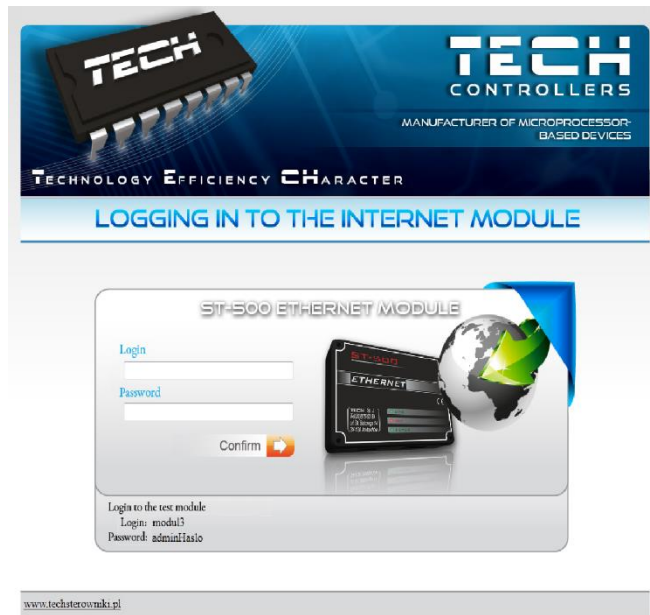 TECH
TECH
CONTROLLERS
MANUFACTURER OF MICROPROCESSOR-
BASED DEVICES
TECHNOLOGY EFFICIENCY CHARACTER
LOGGING IN TO THE INTERNET MODULE
ST-500 ETHERNET MODULE
Login
ST-500
ETHERNET
Password
Confirm
Login to the test module
Login: modul3
Password: adminHaslo
www.techsterowniki.pl